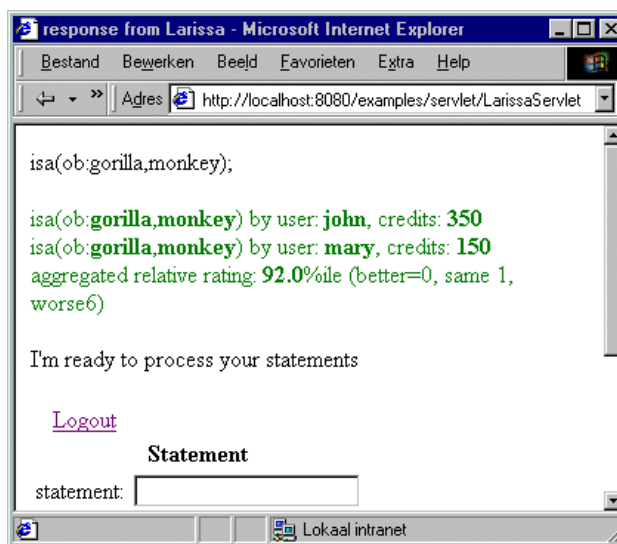 response from Larissa - Microsoft Internet Explorer
Bestand Bewerken Beeld Favorieten Extra Help
» Adres http://localhost:8080/examples/servlet/LarissaServlet
isa(ob:gorilla,monkey);
isa(ob:gorilla,monkey) by user: john, credits: 350
isa(ob:gorilla,monkey) by user: mary, credits: 150
aggregated relative rating: 92.0%ile (better=0, same 1,
worse6)
I'm ready to process your statements
Logout
Statement
statement:
Lokaal intranet